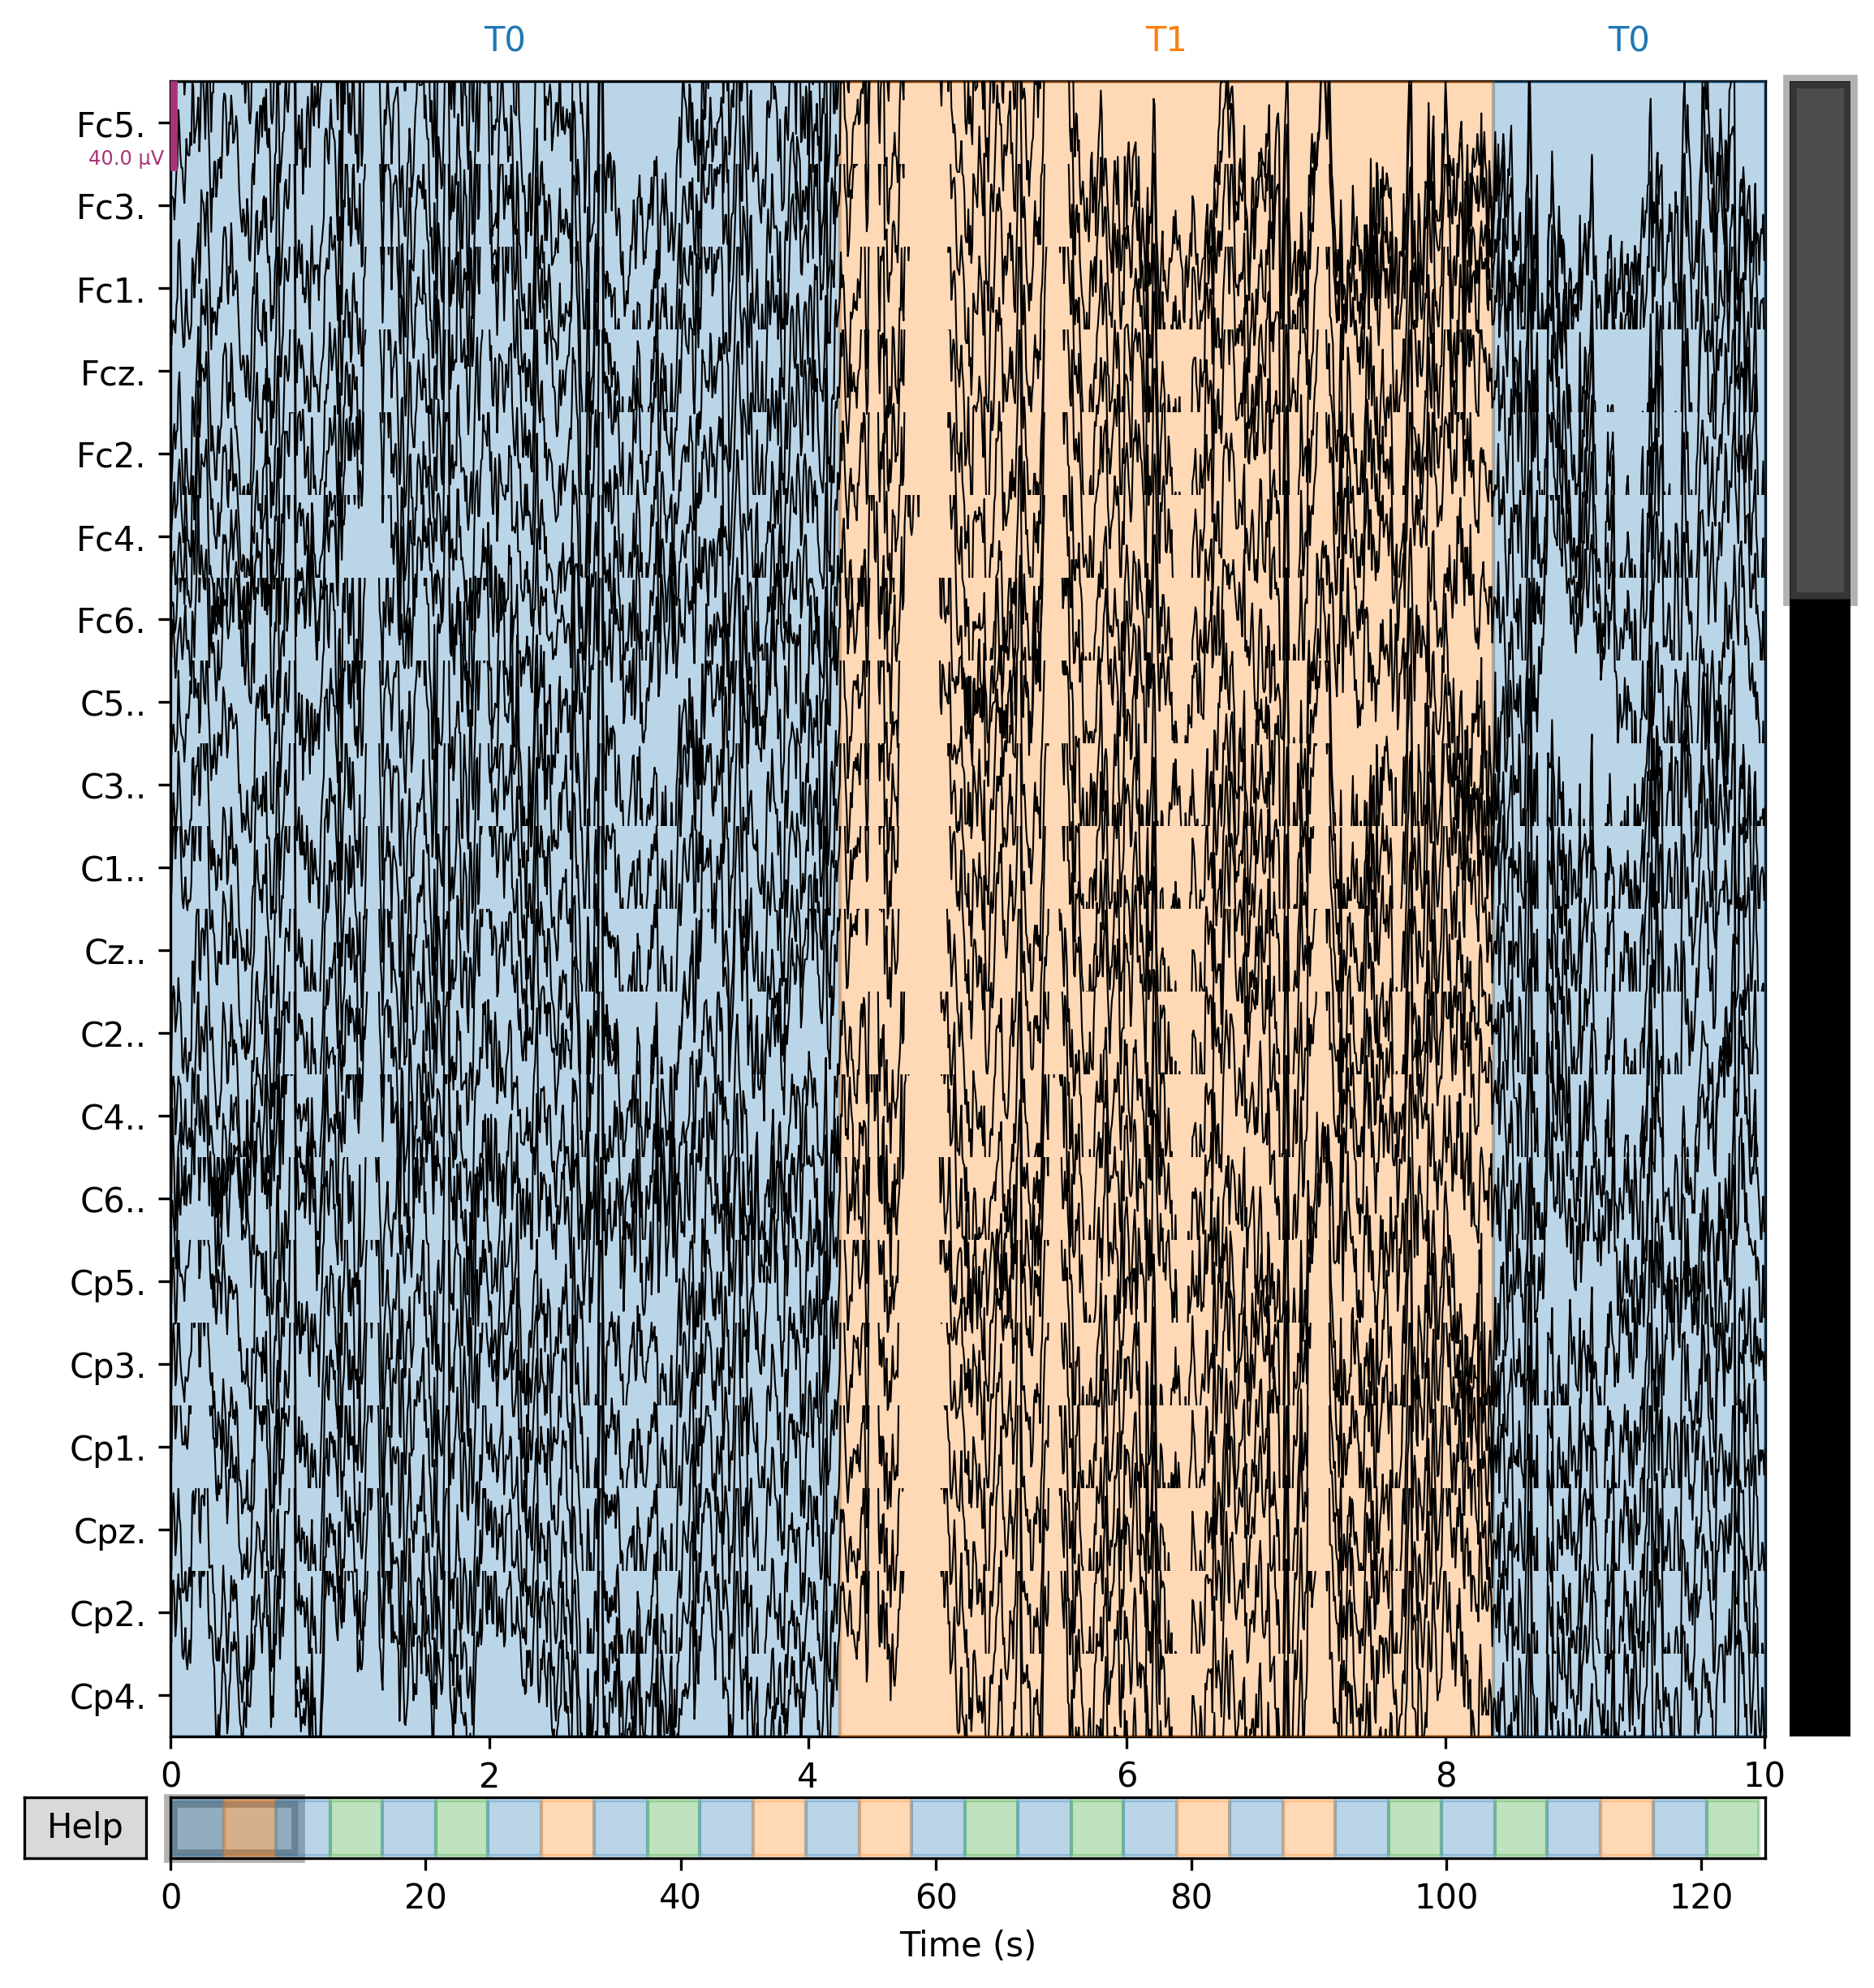 T0 T1 T0
Fc5.
40.0 µV
Fc3.
Fc1.
Fcz.
Fc2.
Fc4.
Fc6.
C5..
C3..
C1..
Cz..
C2..
C4..
C6..
Cp5.
Cp3.
Cp1.
Cpz.
Cp2.
Cp4.
0 2 4 6 8 10
Help
0 20 40 60 80 100 120
Time (s)